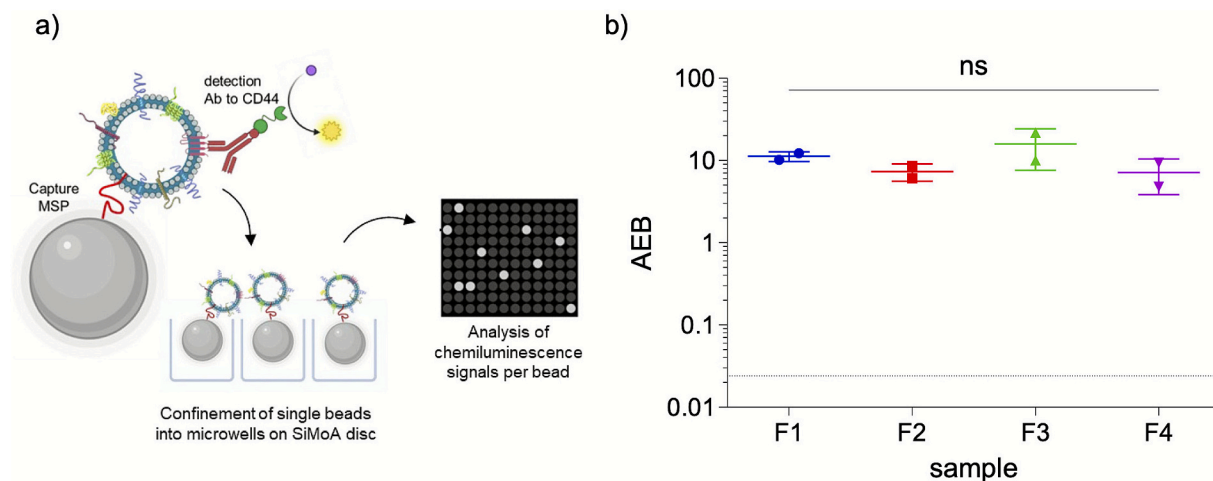 a)
detection
Ab to CD44
Capture
MSP
Analysis of
chemiluminescence
signals per bead
Confinement of single beads
into microwells on SiMoA disc
b)
ns
AEB
100
10
1
0.1
0.01
F1 F2 F3 F4
sample